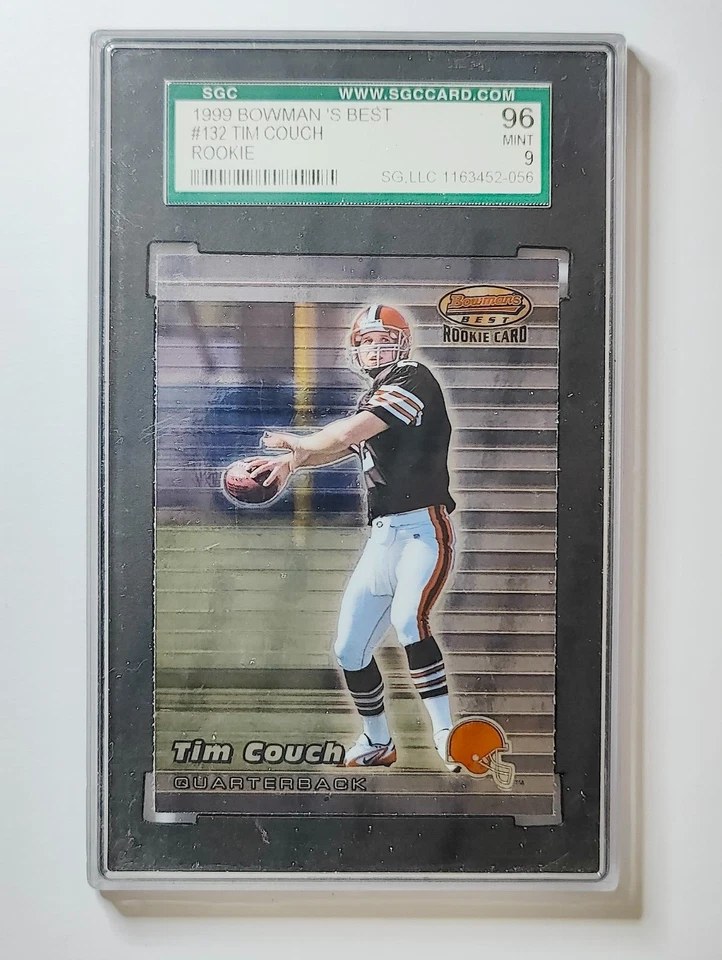 SGC WWW.SGCCARD.COM
1999 BOWMAN 'S BEST 96
#132 TIM COUCH MINT
ROOKIE 9
SG,LLC 1163452-056
Bowman's
BEST
ROOKIE CARD
Tim Couch
QUARTERBACK
TM